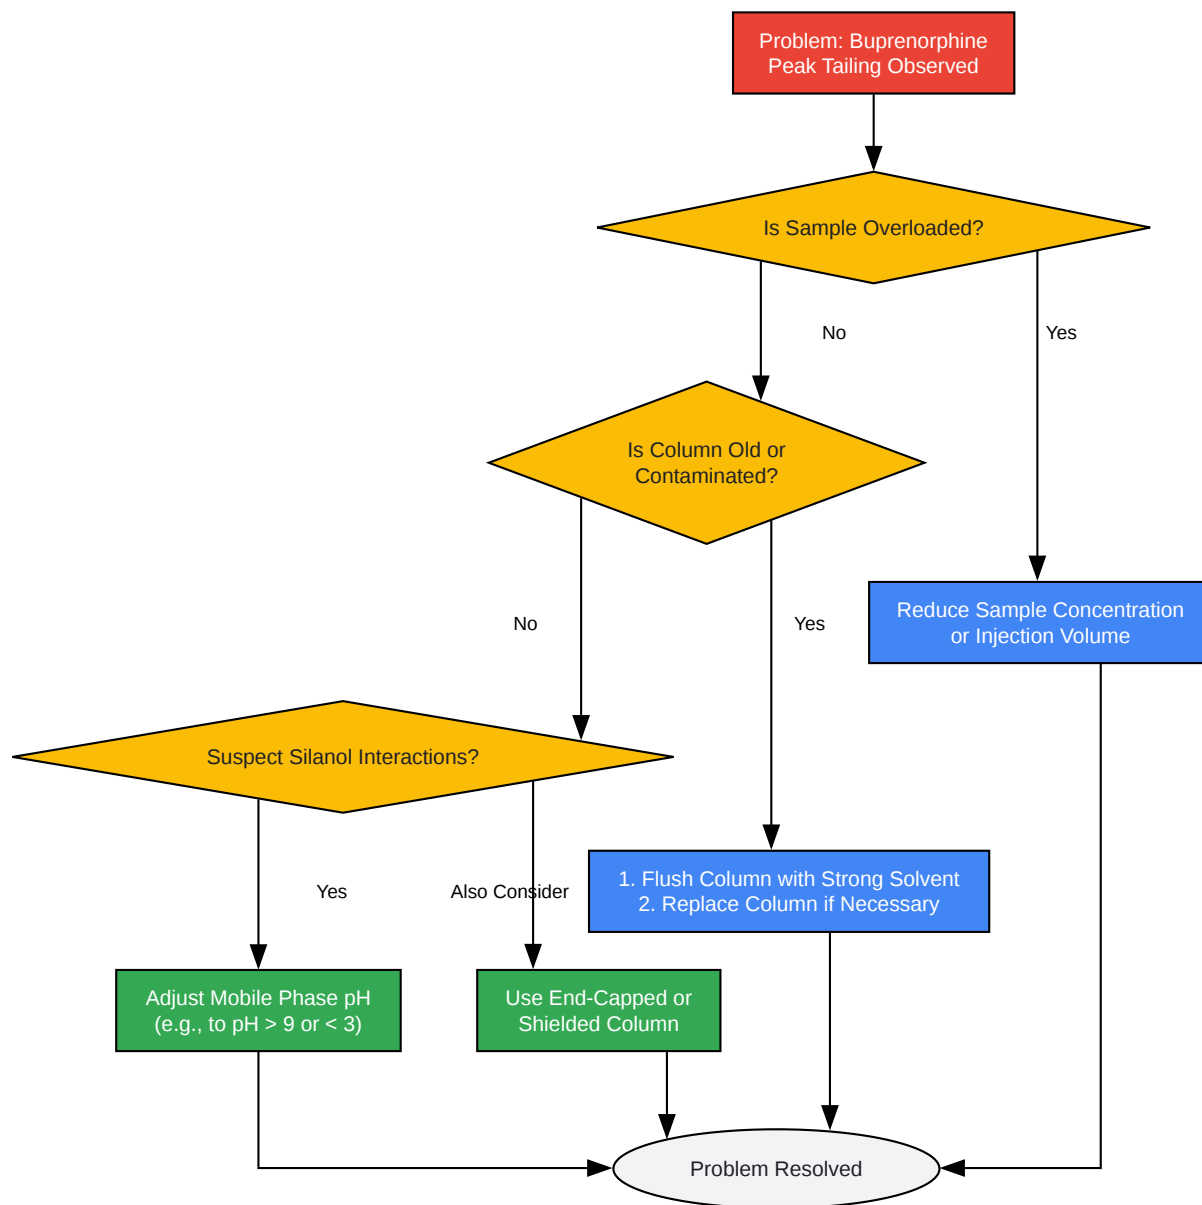 Problem: Buprenorphine
Peak Tailing Observed
Is Sample Overloaded?
No
Yes
Is Column Old or
Contaminated?
Reduce Sample Concentration
or Injection Volume
No
Yes
Suspect Silanol Interactions?
Yes
Also Consider
1. Flush Column with Strong Solvent
2. Replace Column if Necessary
Adjust Mobile Phase pH
(e.g., to pH > 9 or < 3)
Use End-Capped or
Shielded Column
Problem Resolved